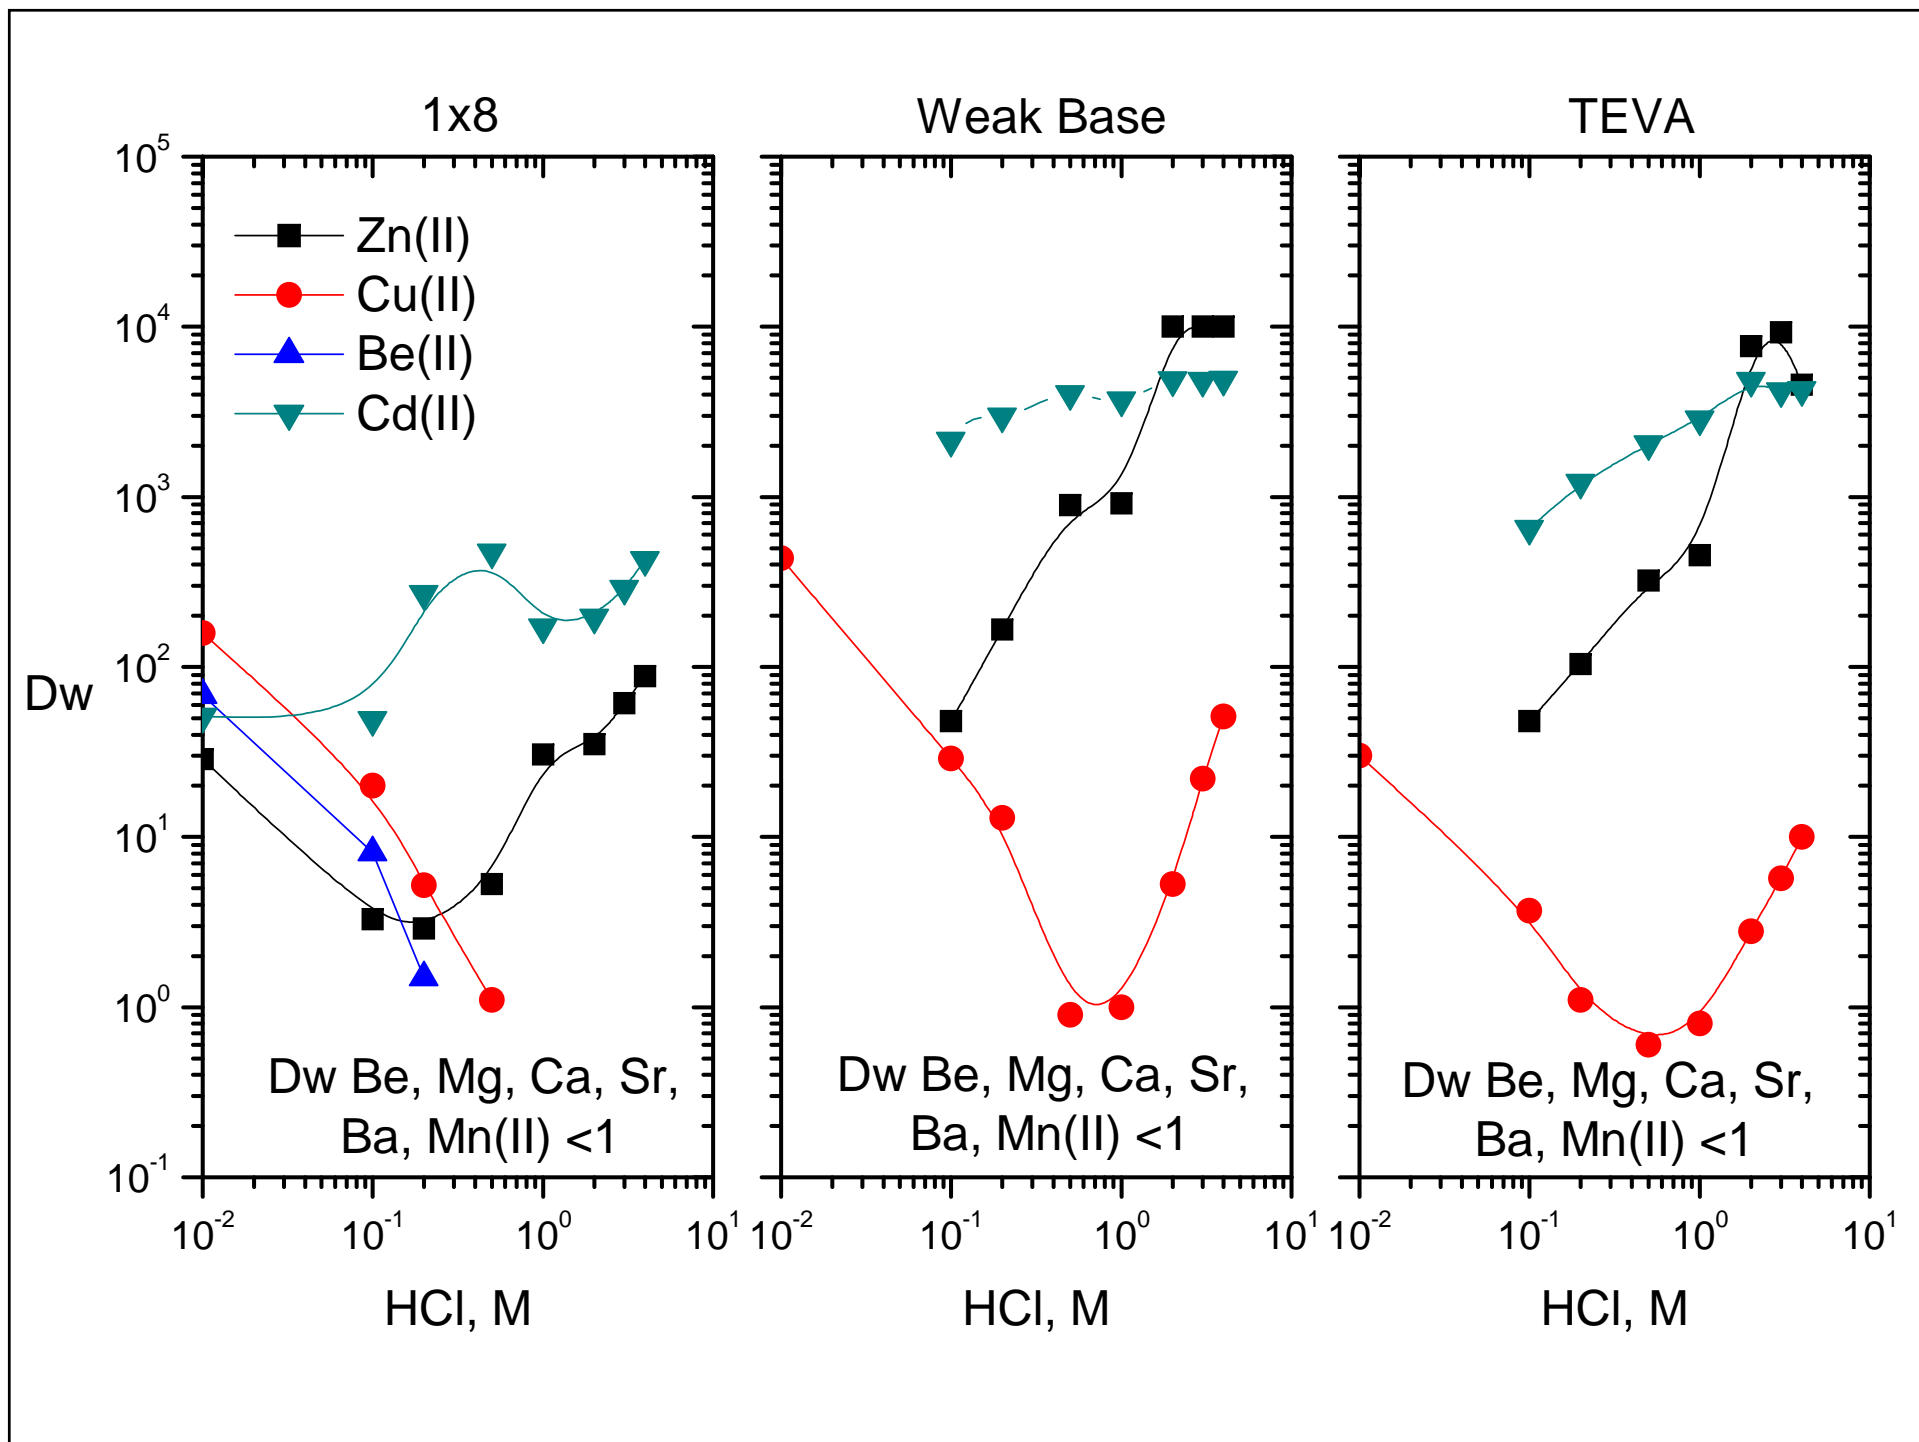 1x8
Weak Base
TEVA
10^5
10^4
10^3
10^2
10^1
10^0
10^-1
Dw
Zn(II)
Cu(II)
Be(II)
Cd(II)
Dw Be, Mg, Ca, Sr,
Ba, Mn(II) <1
Dw Be, Mg, Ca, Sr,
Ba, Mn(II) <1
Dw Be, Mg, Ca, Sr,
Ba, Mn(II) <1
10^-2 10^-1 10^0 10^1
10^-2 10^-1 10^0 10^1
10^-2 10^-1 10^0 10^1
HCl, M
HCl, M
HCl, M